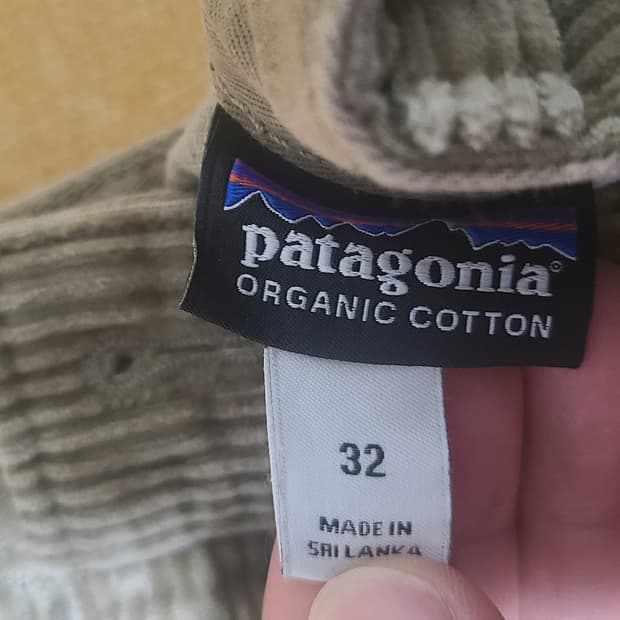 patagonia®
ORGANIC COTTON
32
MADE IN
SRI LANKA